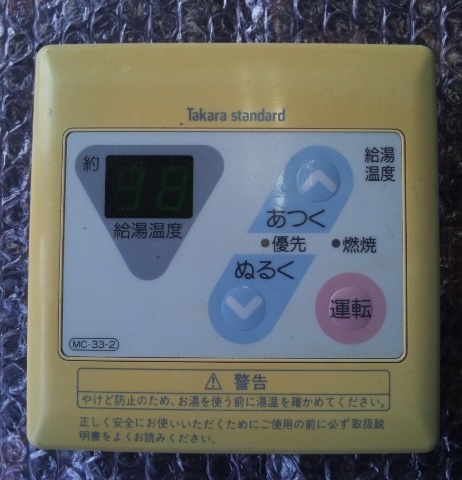 Takara standard
約
給湯温度
給湯
温度
あつく
優先
燃焼
ぬるく
運転
MC-33-2
⚠ 警告
やけど防止のため、お湯を使う前に湯温を確かめてください。
正しく安全にお使いいただくためにご使用の前に必ず取扱説
明書をよくお読みください。